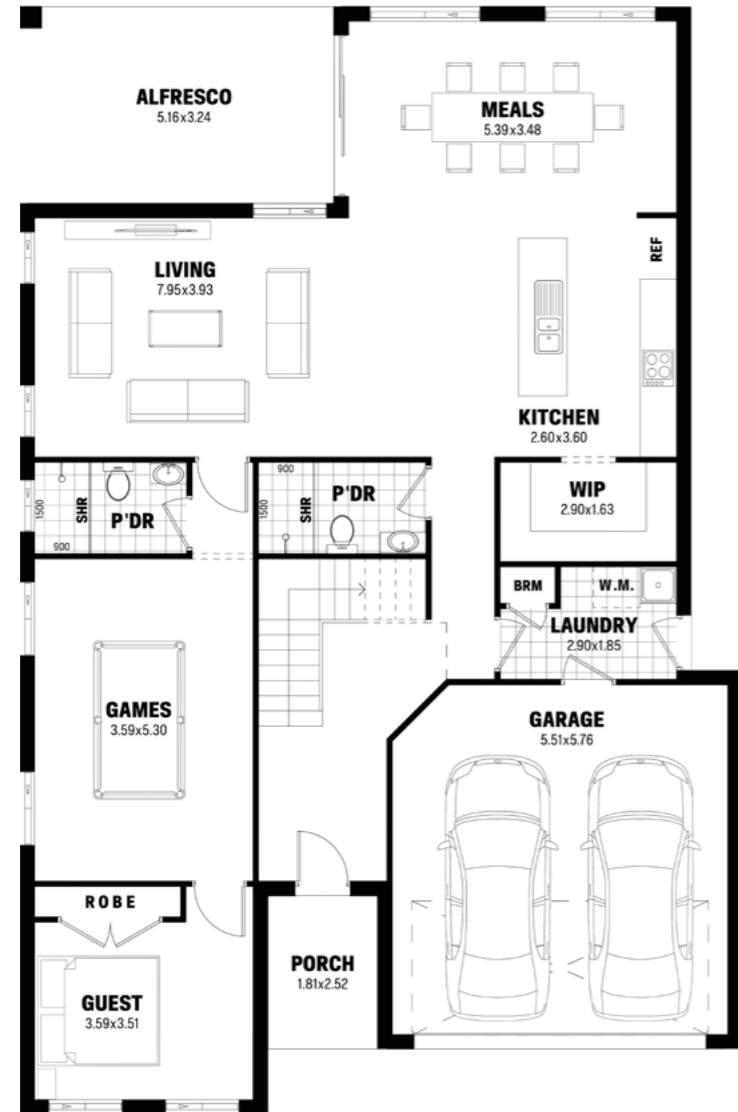 ALFRESCO
5.16x3.24
MEALS
5.39x3.48
REF
LIVING
7.95x3.93
KITCHEN
2.60x3.60
1500
SHR
900
P'DR
900
1500
SHR
P'DR
WIP
2.90x1.63
BRM
W.M.
LAUNDRY
2.90x1.85
GAMES
3.59x5.30
GARAGE
5.51x5.76
ROBE
PORCH
1.81x2.52
GUEST
3.59x3.51